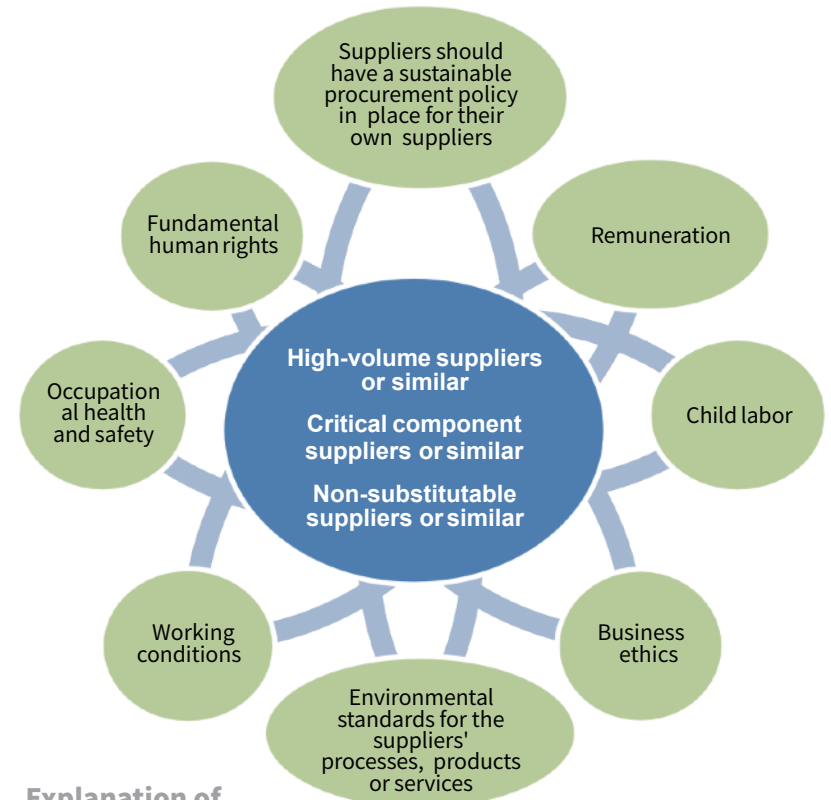 Suppliers should
have a sustainable
procurement policy
in place for their
own suppliers
Fundamental
human rights
Remuneration
High-volume suppliers
or similar
Critical component
suppliers or similar
Non-substitutable
suppliers or similar
Occupation
al health
and safety
Child labor
Working
conditions
Business
ethics
Environmental
standards for the
suppliers'
processes, products
or services
Explanation of